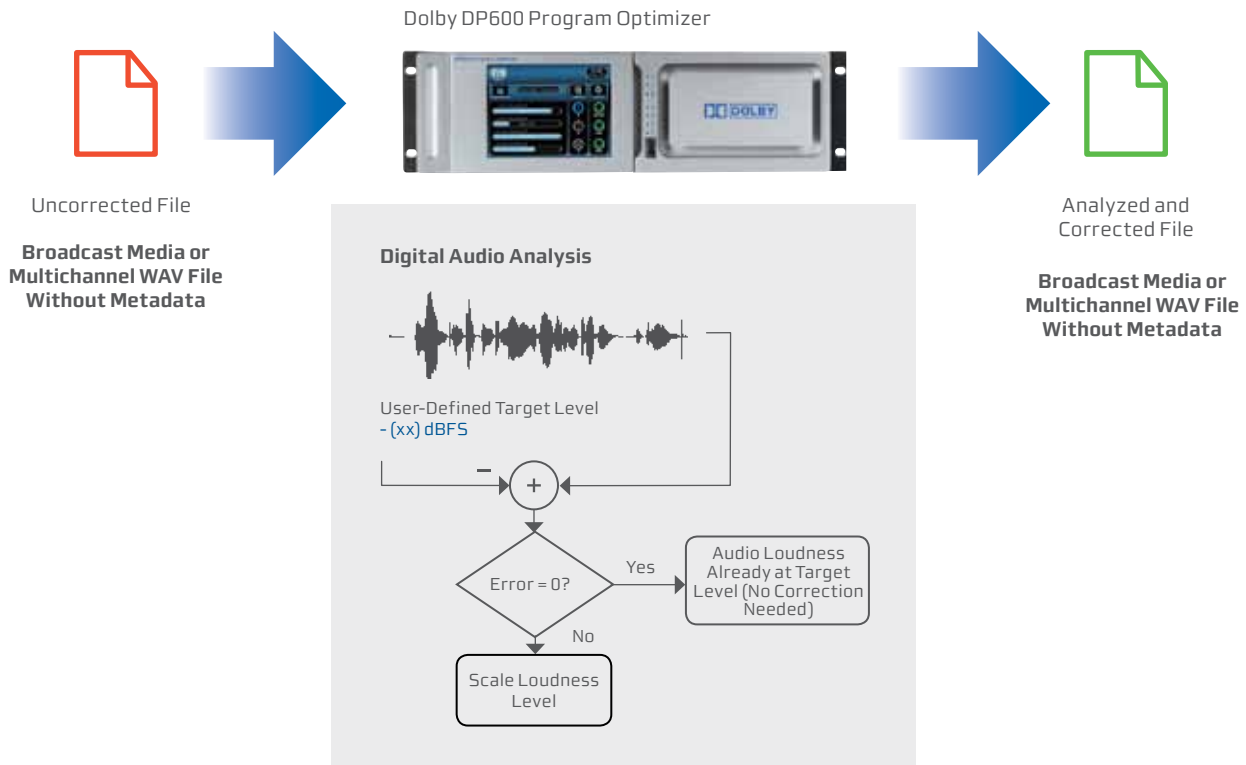 Dolby DP600 Program Optimizer
DOLBY
Uncorrected File
Broadcast Media or
Multichannel WAV File
Without Metadata
Analyzed and
Corrected File
Broadcast Media or
Multichannel WAV File
Without Metadata
Digital Audio Analysis
User-Defined Target Level
- (xx) dBFS
–
+
Error = 0?
Yes
Audio Loudness
Already at Target
Level (No Correction
Needed)
No
Scale Loudness
Level